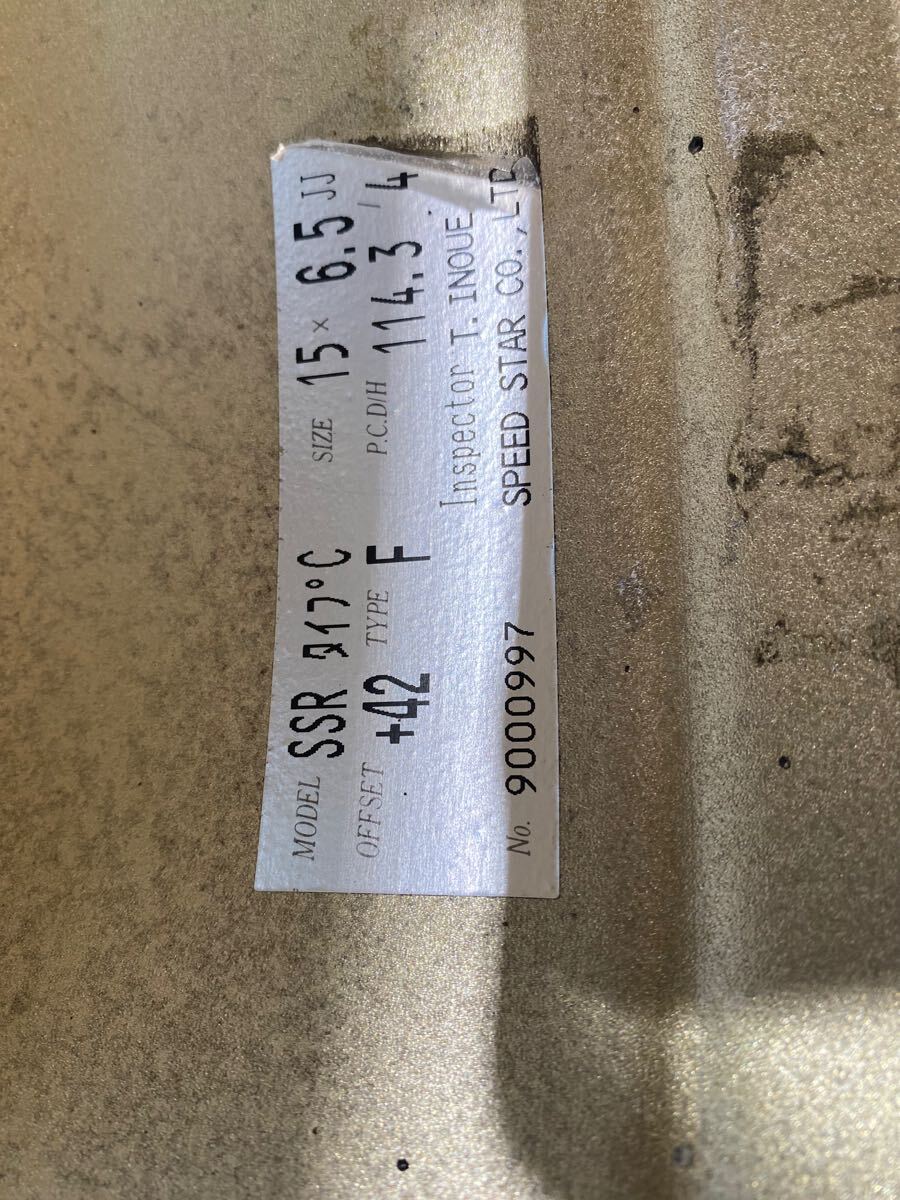 MODEL SSR ﾀｲﾌﾟC SIZE 15 × 6.5 JJ
OFFSET +42 TYPE F P.C.D/H 114.3 / 4
Inspector T. INOUE
No. 9000997 SPEED STAR CO., LTD